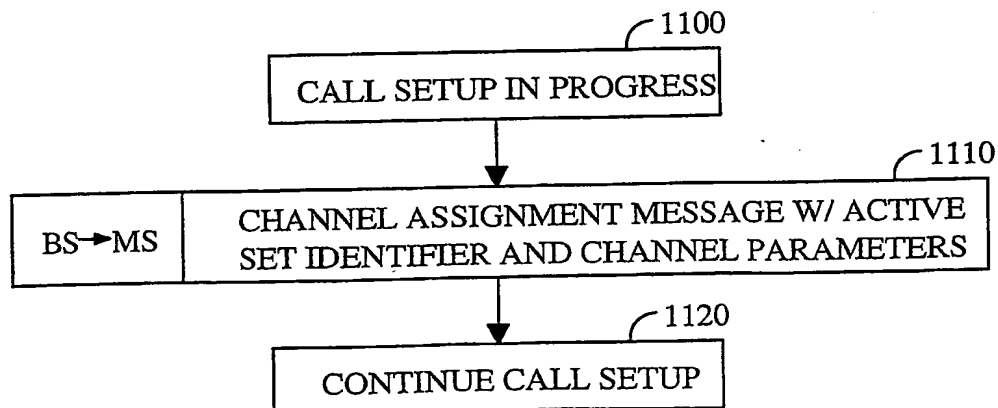 1100
CALL SETUP IN PROGRESS
1110
BS→MS
CHANNEL ASSIGNMENT MESSAGE W/ ACTIVE
SET IDENTIFIER AND CHANNEL PARAMETERS
1120
CONTINUE CALL SETUP